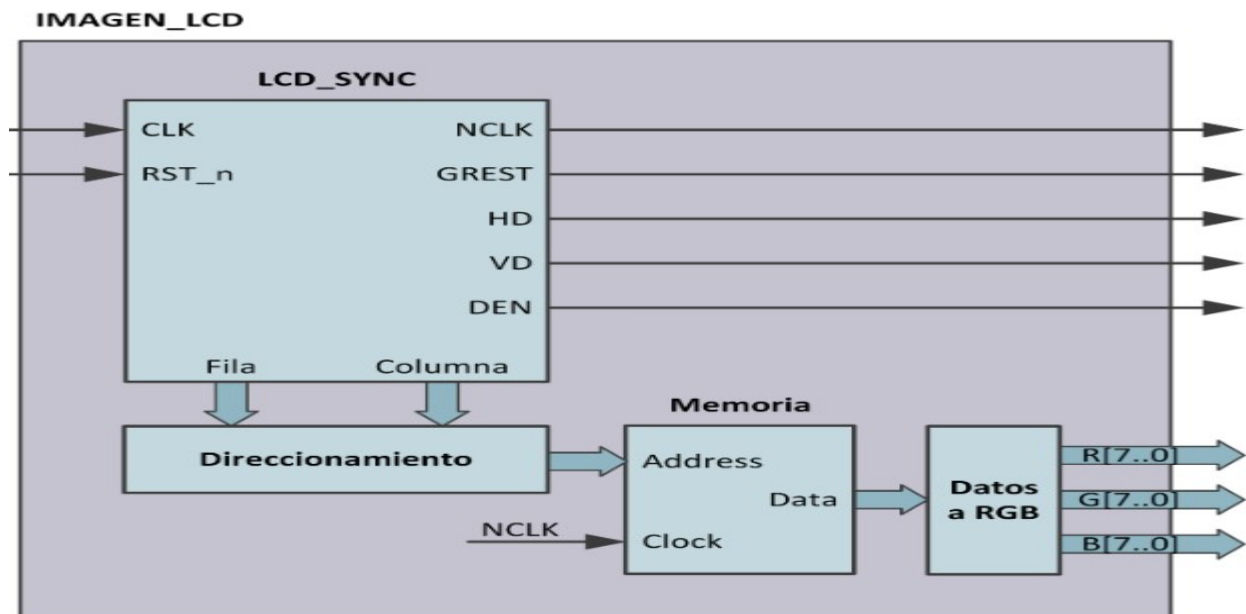 IMAGEN_LCD
LCD_SYNC
CLK
NCLK
RST_n
GREST
HD
VD
DEN
Fila
Columna
Memoria
Direccionamiento
Address
Data
NCLK
Clock
Datos
a RGB
R[7..0]
G[7..0]
B[7..0]